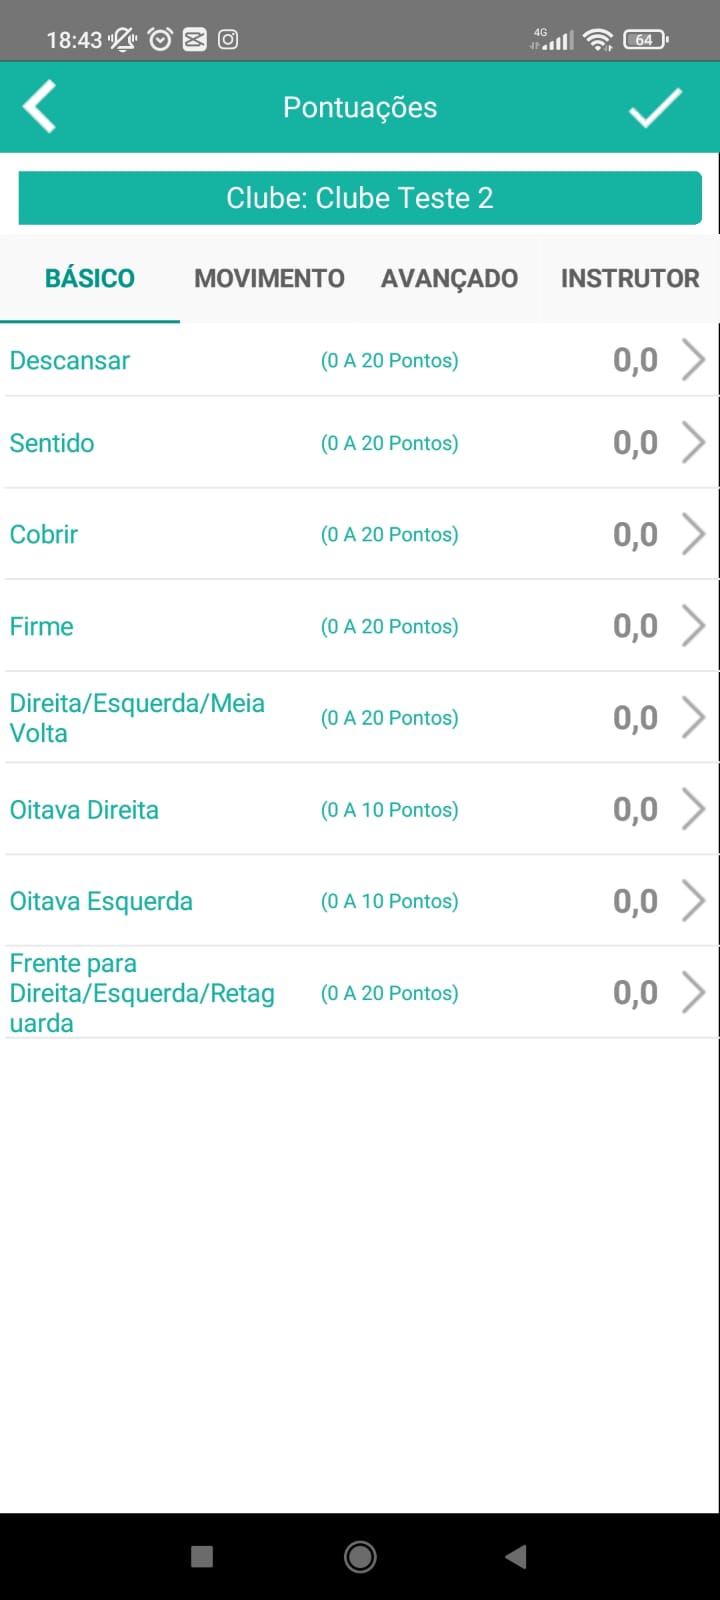 18:43 4G 64
Pontuações
Clube: Clube Teste 2
BÁSICO MOVIMENTO AVANÇADO INSTRUTOR
Descansar (0 A 20 Pontos) 0,0
Sentido (0 A 20 Pontos) 0,0
Cobrir (0 A 20 Pontos) 0,0
Firme (0 A 20 Pontos) 0,0
Direita/Esquerda/Meia
Volta (0 A 20 Pontos) 0,0
Oitava Direita (0 A 10 Pontos) 0,0
Oitava Esquerda (0 A 10 Pontos) 0,0
Frente para
Direita/Esquerda/Retag (0 A 20 Pontos) 0,0
uarda